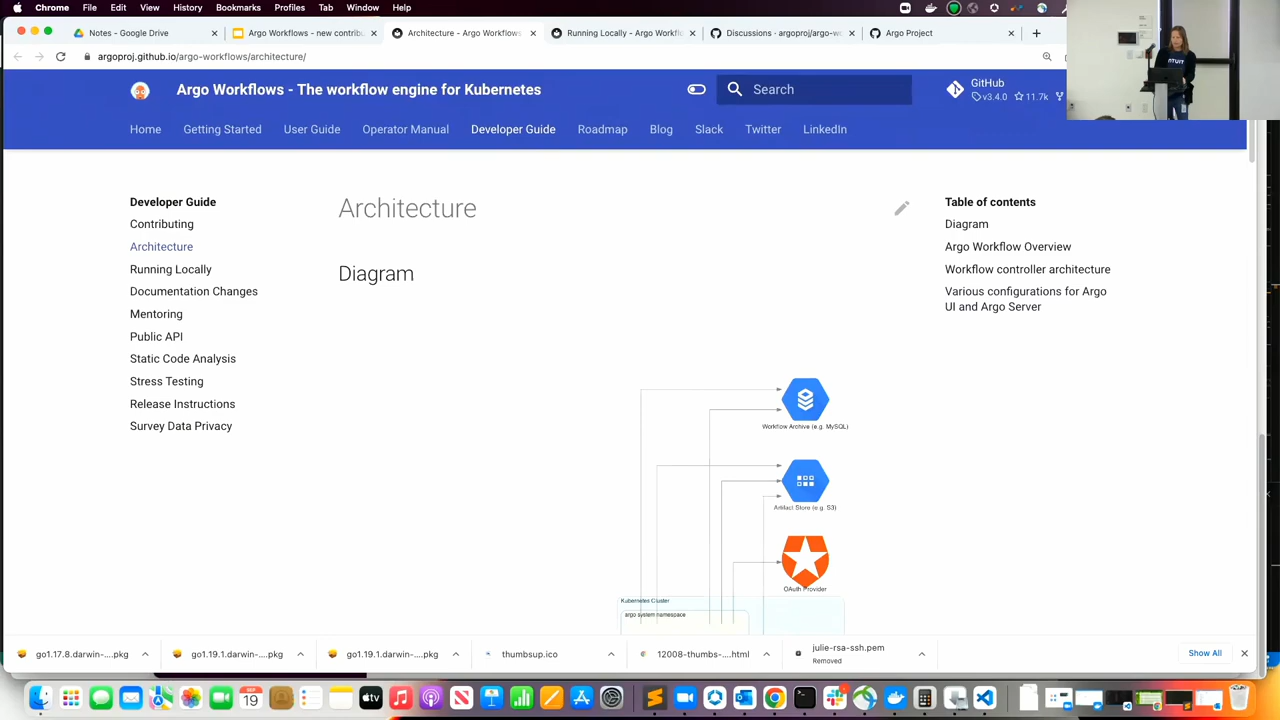 Chrome File Edit View History Bookmarks Profiles Tab Window Help
Notes - Google Drive
Argo Workflows - new contrib
Architecture - Argo Workflows
Running Locally - Argo Workfl
Discussions · argoproj/argo-wo
Argo Project
argoproj.github.io/argo-workflows/architecture/
Argo Workflows - The workflow engine for Kubernetes
Search
GitHub
v3.4.0 11.7k
Home Getting Started User Guide Operator Manual Developer Guide Roadmap Blog Slack Twitter LinkedIn
Developer Guide
Contributing
Architecture
Running Locally
Documentation Changes
Mentoring
Public API
Static Code Analysis
Stress Testing
Release Instructions
Survey Data Privacy
Architecture
Diagram
Workflow Archive (e.g. MySQL)
Artifact Store (e.g. S3)
OAuth Provider
Kubernetes Cluster
argo system namespace
Table of contents
Diagram
Argo Workflow Overview
Workflow controller architecture
Various configurations for Argo
UI and Argo Server
go1.17.8.darwin-....pkg
go1.19.1.darwin-....pkg
go1.19.1.darwin-....pkg
thumbsup.ico
12008-thumbs-....html
julie-rsa-ssh.pem
Removed
Show All
SEP
19
tv